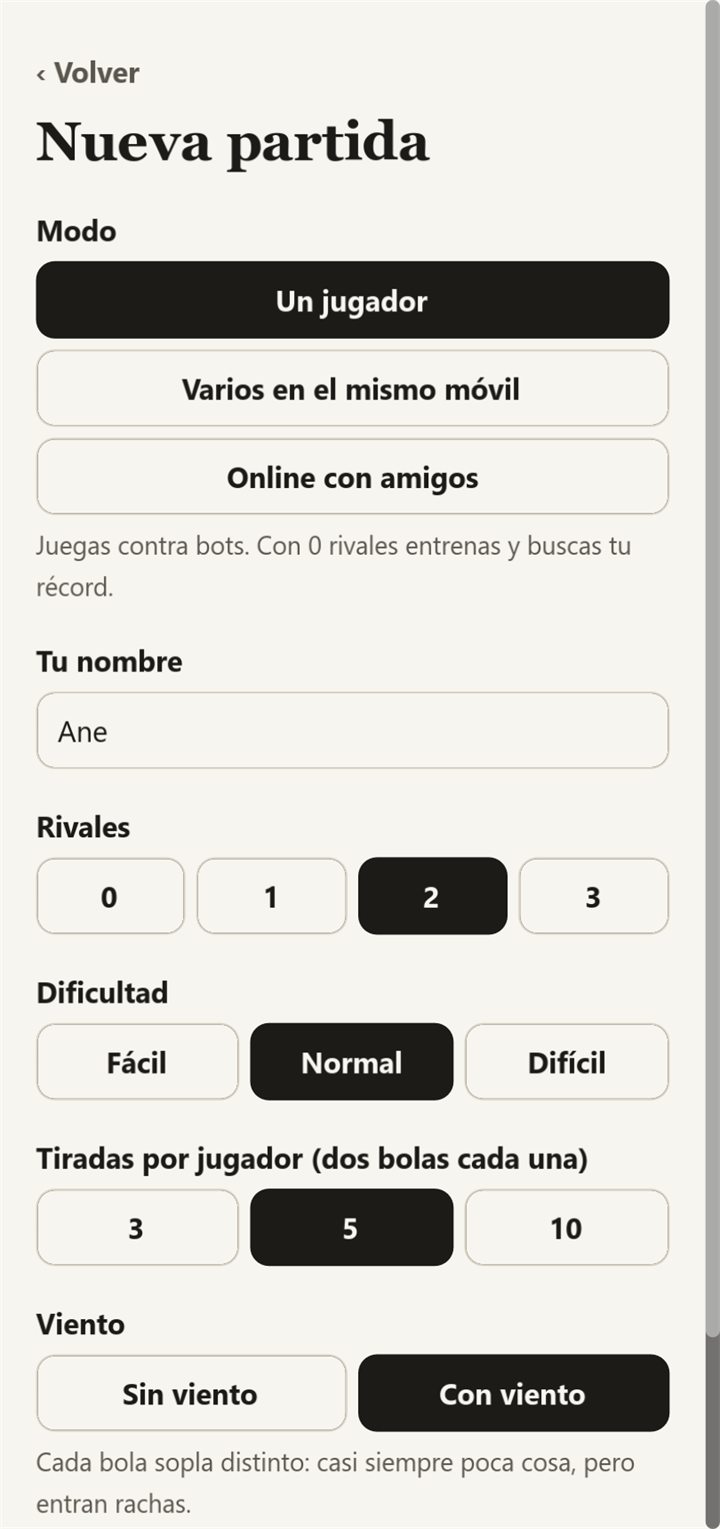 ‹ Volver
Nueva partida
Modo
Un jugador
Varios en el mismo móvil
Online con amigos
Juegas contra bots. Con 0 rivales entrenas y buscas tu
récord.
Tu nombre
Ane
Rivales
0 1 2 3
Dificultad
Fácil Normal Difícil
Tiradas por jugador (dos bolas cada una)
3 5 10
Viento
Sin viento Con viento
Cada bola sopla distinto: casi siempre poca cosa, pero
entran rachas.